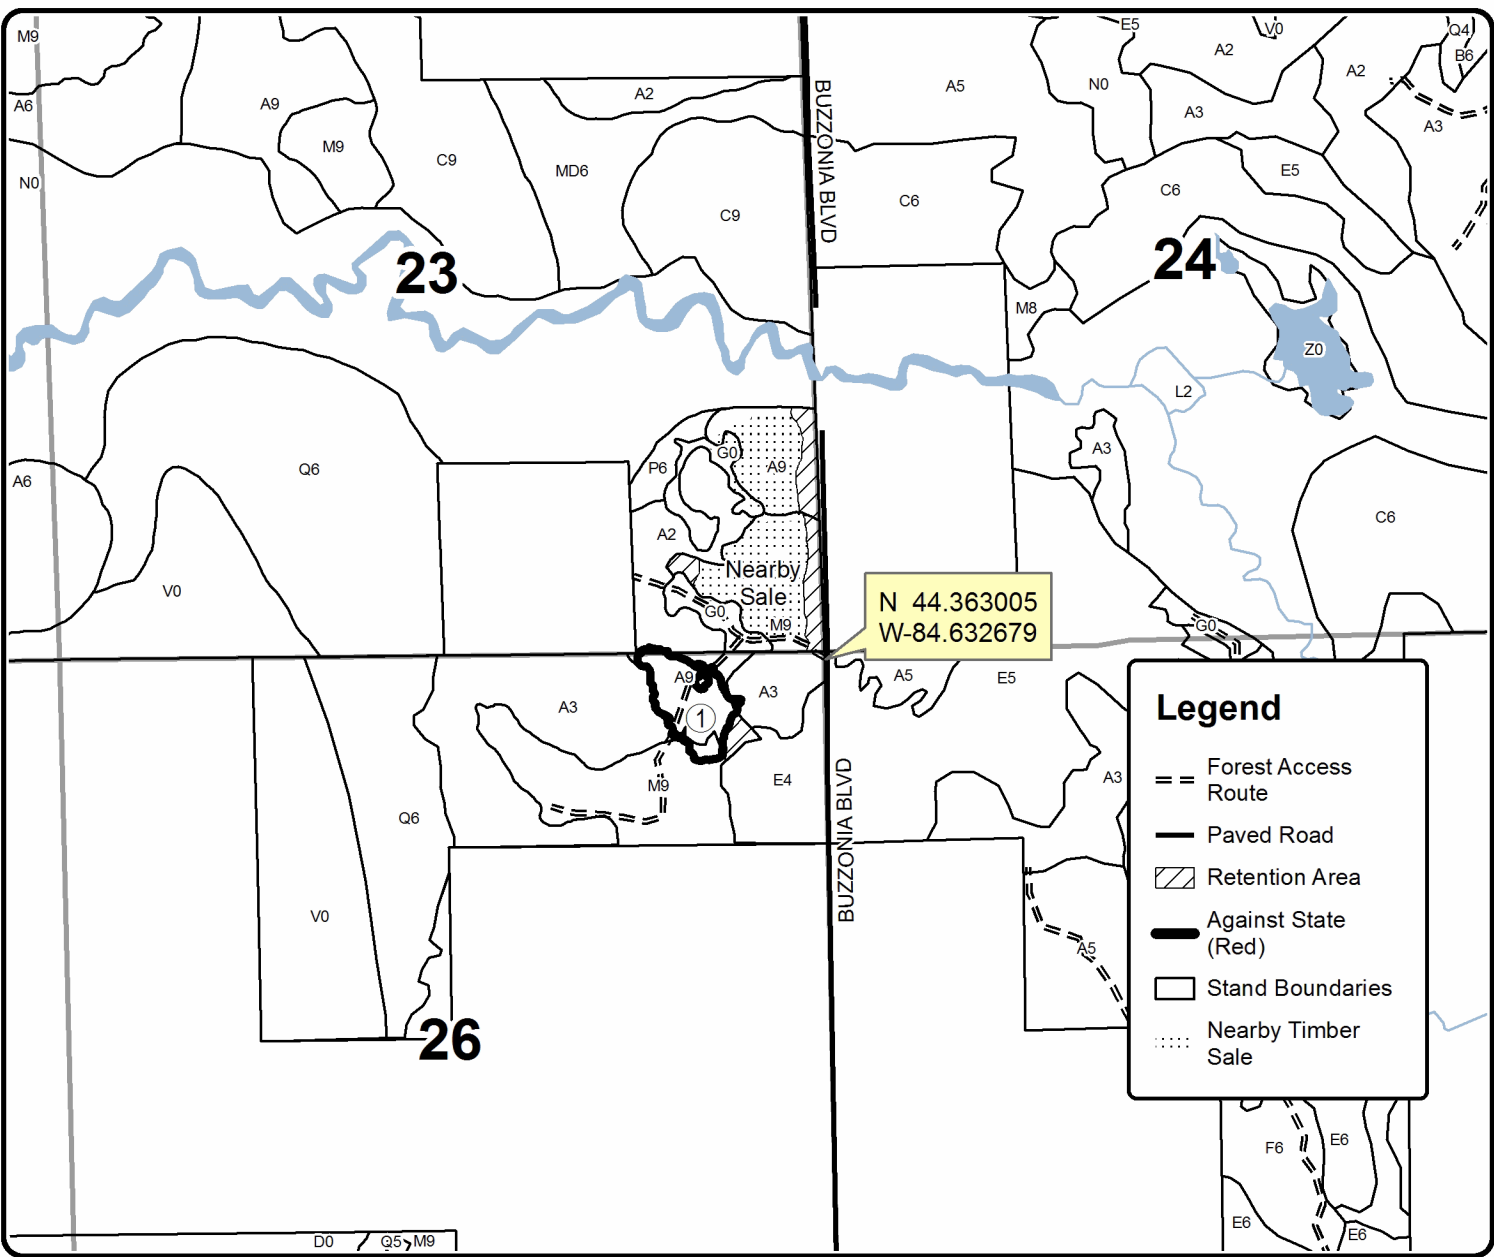 M9
E5
V0
Q4
B6
A2
A2
A6
A9
A2
A5
N0
A3
A3
M9
C9
MD6
E5
N0
C9
C6
C6
BUZZONIA BLVD
23
24
M8
Z0
L2
A6
Q6
P6
G0
A9
A3
C6
A2
V0
Nearby
Sale
G0
M9
N 44.363005
W-84.632679
G0
A9
A3
A5
E5
A3
1
M9
E4
A3
Q6
BUZZONIA BLVD
V0
A5
26
Legend
Forest Access
Route
Paved Road
Retention Area
Against State
(Red)
Stand Boundaries
Nearby Timber
Sale
F6
E6
E6
E6
D0
Q5
M9